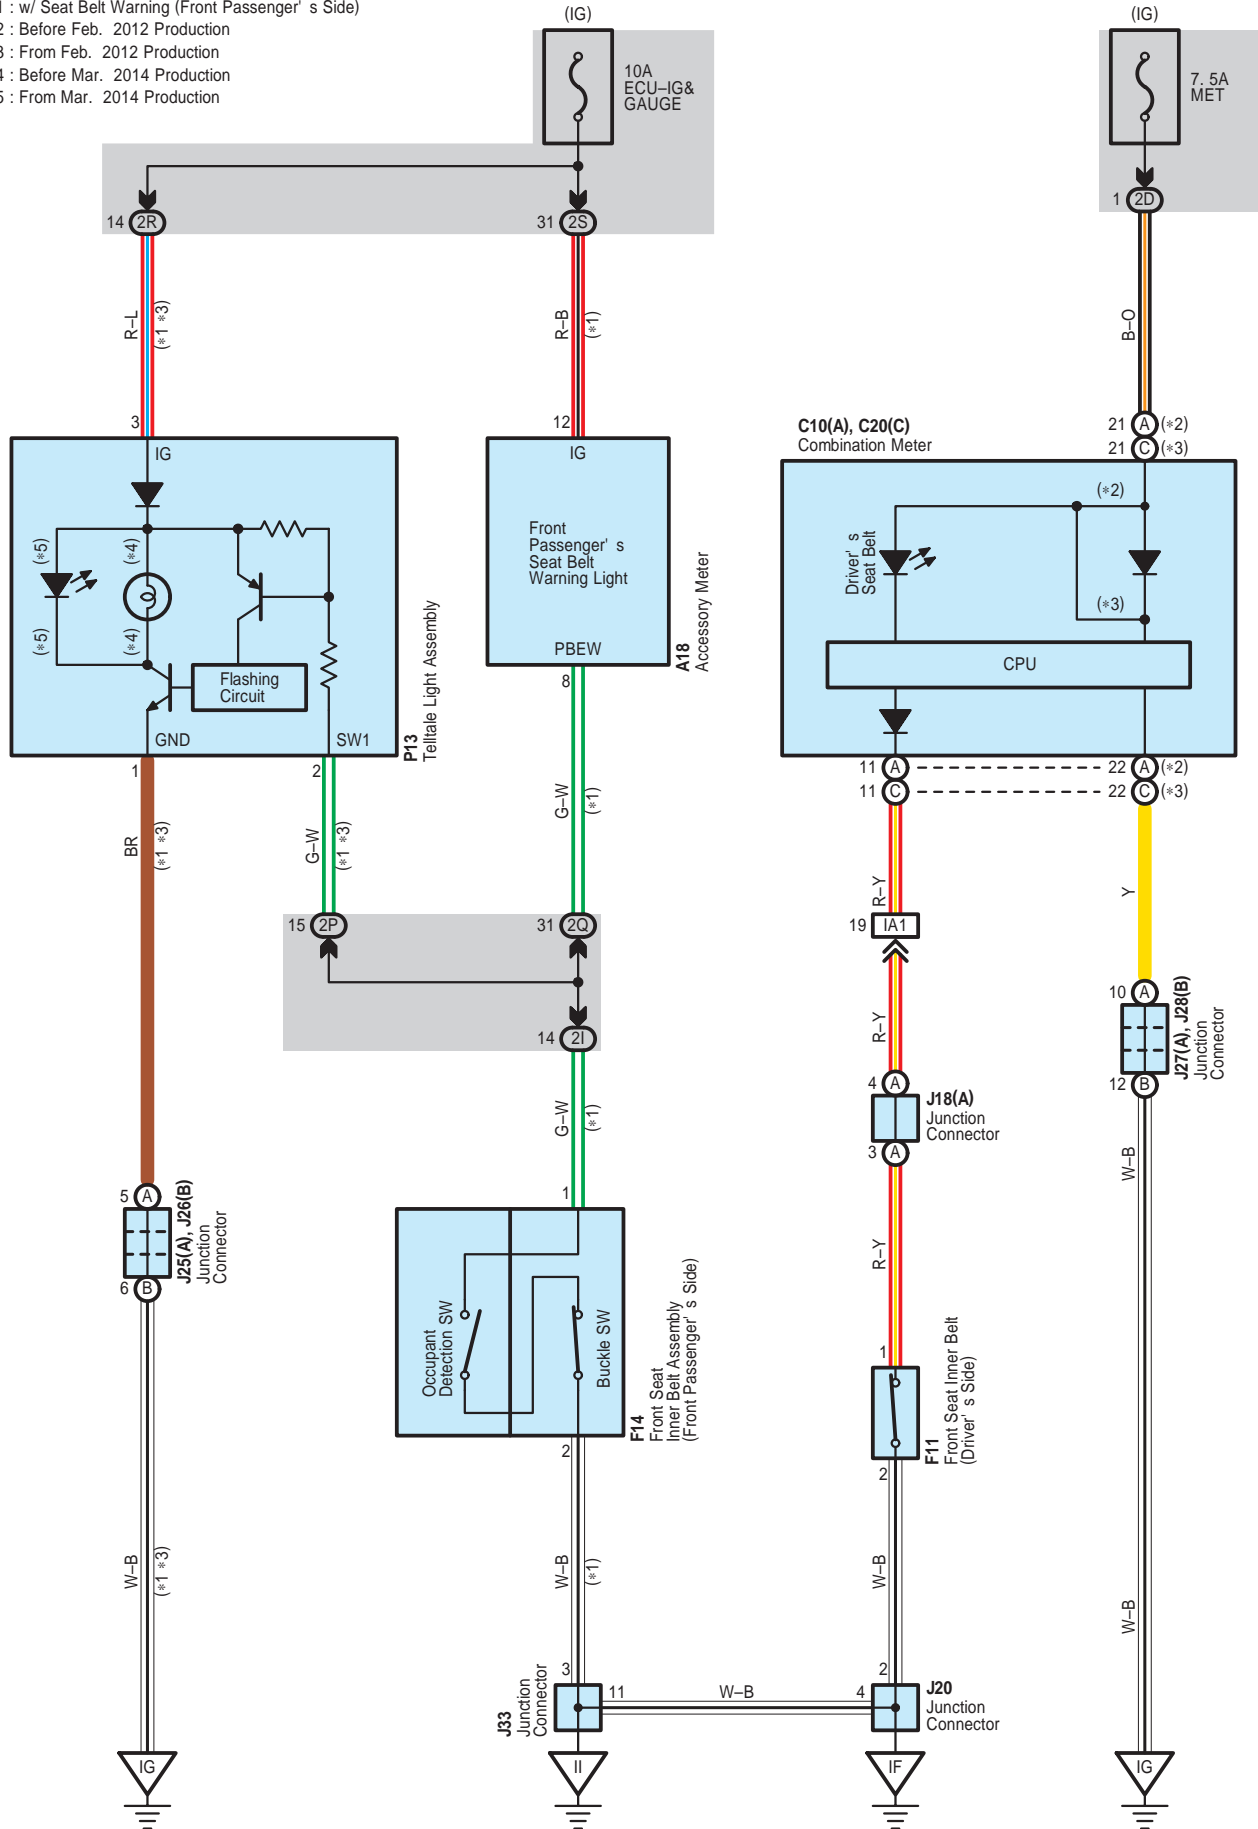 1 : w/ Seat Belt Warning (Front Passenger' s Side)
2 : Before Feb. 2012 Production
3 : From Feb. 2012 Production
4 : Before Mar. 2014 Production
5 : From Mar. 2014 Production
(IG)
10A
ECU–IG&
GAUGE
(IG)
7. 5A
MET
14 2R
31 2S
1 2D
R–L
(*1 *3)
R–B
(*1)
B–O
3
12
C10(A), C20(C)
Combination Meter
21 A (*2)
21 C (*3)
IG
(*5)
(*4)
(*5)
(*4)
Flashing
Circuit
GND
SW1
P13
Telltale Light Assembly
IG
Front
Passenger' s
Seat Belt
Warning Light
PBEW
A18
Accessory Meter
(*2)
Driver' s
Seat Belt
(*3)
CPU
1
2
8
11 A
22 A (*2)
11 C
22 C (*3)
BR
(*1 *3)
G–W
(*1 *3)
G–W
(*1)
R–Y
Y
15 2P
31 2Q
19 IA1
14 2I
R–Y
10 A
J27(A), J28(B)
Junction
Connector
12 B
G–W
(*1)
4 A
J18(A)
Junction
Connector
3 A
W–B
5 A
J25(A), J26(B)
Junction
Connector
6 B
1
R–Y
Occupant
Detection SW
Buckle SW
F14
Front Seat
Inner Belt Assembly
(Front Passenger' s Side)
2
1
F11
Front Seat Inner Belt
(Driver' s Side)
2
W–B
(*1 *3)
W–B
(*1)
W–B
W–B
3
J33
Junction
Connector
11
W–B
4
2
J20
Junction
Connector
IG
II
IF
IG